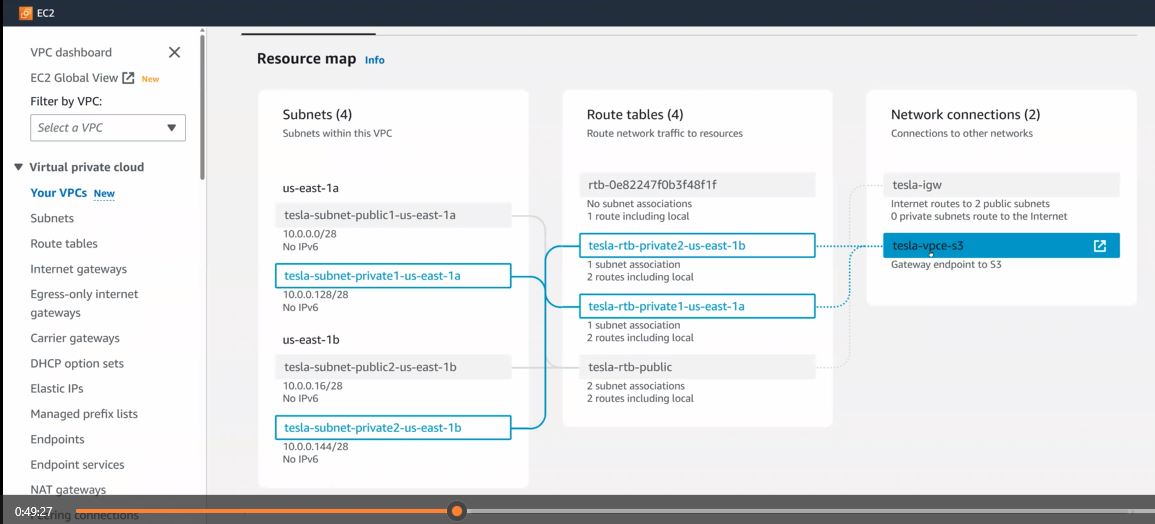 EC2
VPC dashboard
EC2 Global View New
Filter by VPC:
Select a VPC
Virtual private cloud
Your VPCs New
Subnets
Route tables
Internet gateways
Egress-only internet
gateways
Carrier gateways
DHCP option sets
Elastic IPs
Managed prefix lists
Endpoints
Endpoint services
NAT gateways
Peering connections
Resource map Info
Subnets (4)
Subnets within this VPC
us-east-1a
tesla-subnet-public1-us-east-1a
10.0.0.0/28
No IPv6
tesla-subnet-private1-us-east-1a
10.0.0.128/28
No IPv6
us-east-1b
tesla-subnet-public2-us-east-1b
10.0.0.16/28
No IPv6
tesla-subnet-private2-us-east-1b
10.0.0.144/28
No IPv6
Route tables (4)
Route network traffic to resources
rtb-0e82247f0b3f48f1f
No subnet associations
1 route including local
tesla-rtb-private2-us-east-1b
1 subnet association
2 routes including local
tesla-rtb-private1-us-east-1a
1 subnet association
2 routes including local
tesla-rtb-public
2 subnet associations
2 routes including local
Network connections (2)
Connections to other networks
tesla-igw
Internet routes to 2 public subnets
0 private subnets route to the Internet
tesla-vpce-s3
Gateway endpoint to S3
0:49:27